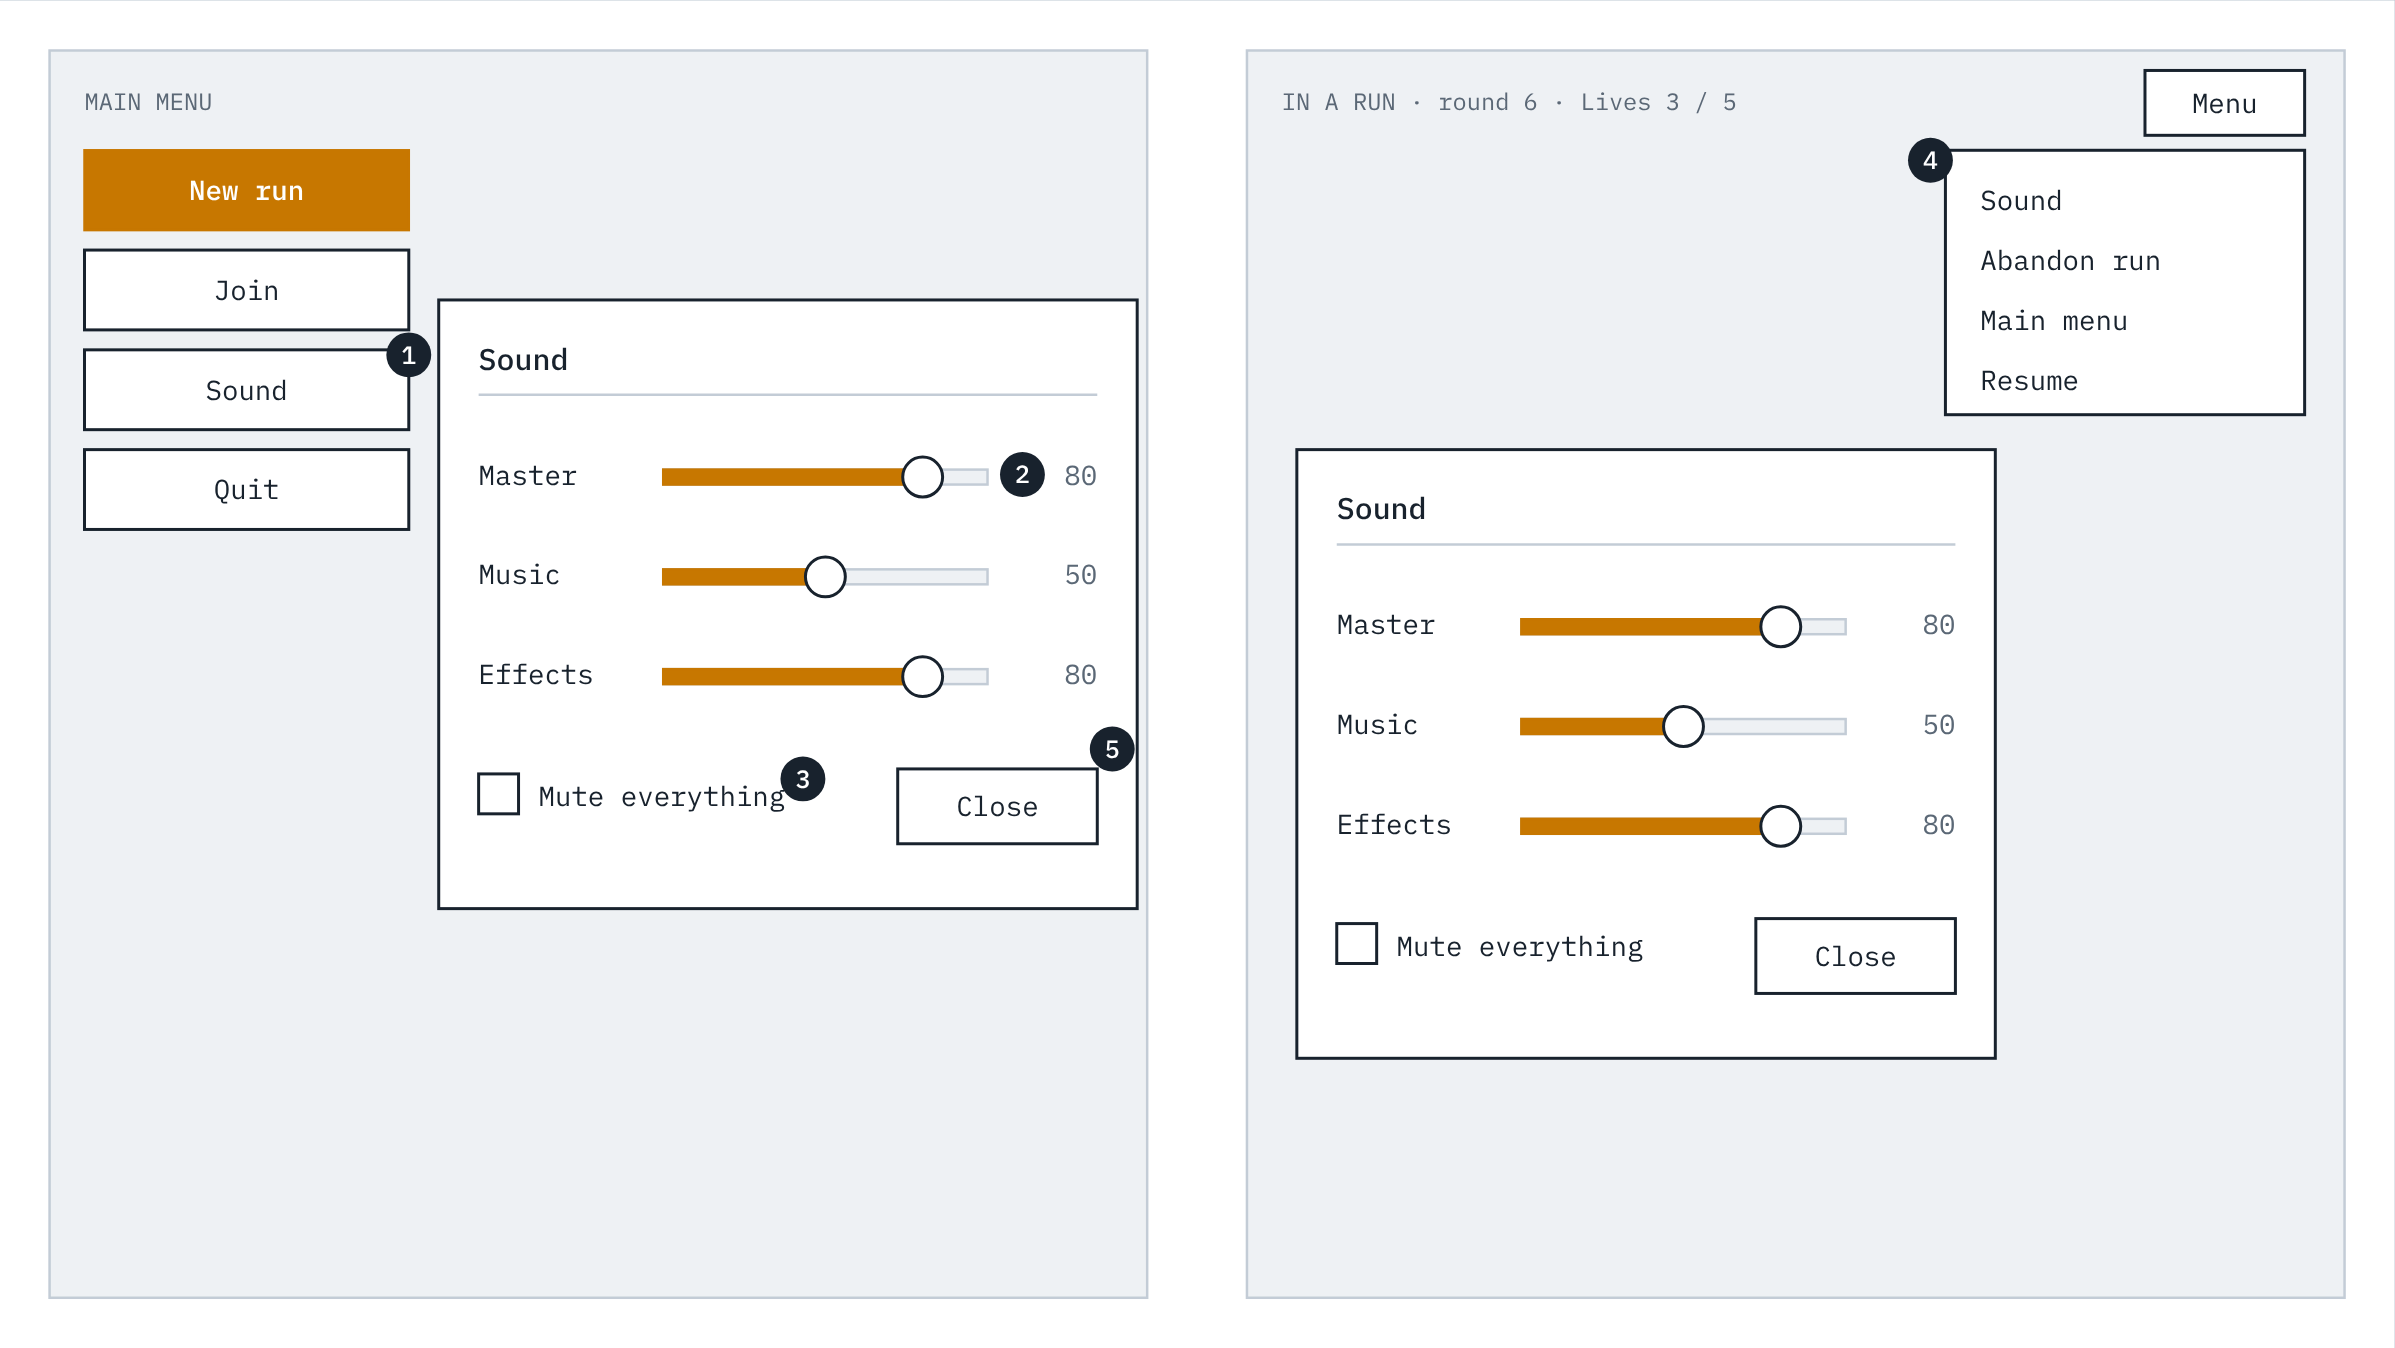 MAIN MENU
New run
Join
1
Sound
Quit
Sound
Master 2 80
Music 50
Effects 80
Mute everything 3
5
Close
IN A RUN · round 6 · Lives 3 / 5
Menu
4
Sound
Abandon run
Main menu
Resume
Sound
Master 80
Music 50
Effects 80
Mute everything
Close